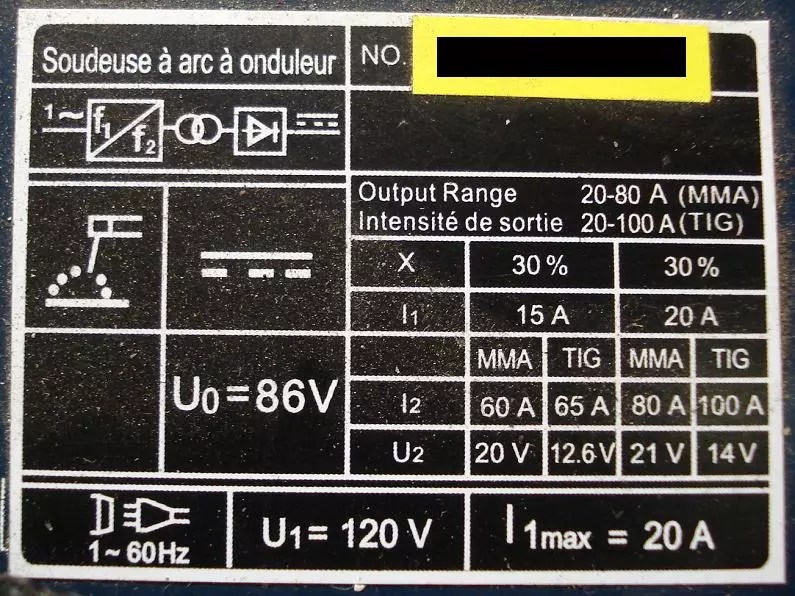 Soudeuse à arc à onduleur
NO.
1~ f1 f2
Output Range 20-80 A (MMA)
Intensité de sortie 20-100 A (TIG)
X 30 % 30 %
I1 15 A 20 A
MMA TIG MMA TIG
U0 = 86V
I2 60 A 65 A 80 A 100 A
U2 20 V 12.6 V 21 V 14 V
1~ 60Hz
U1 = 120 V
I1max = 20 A